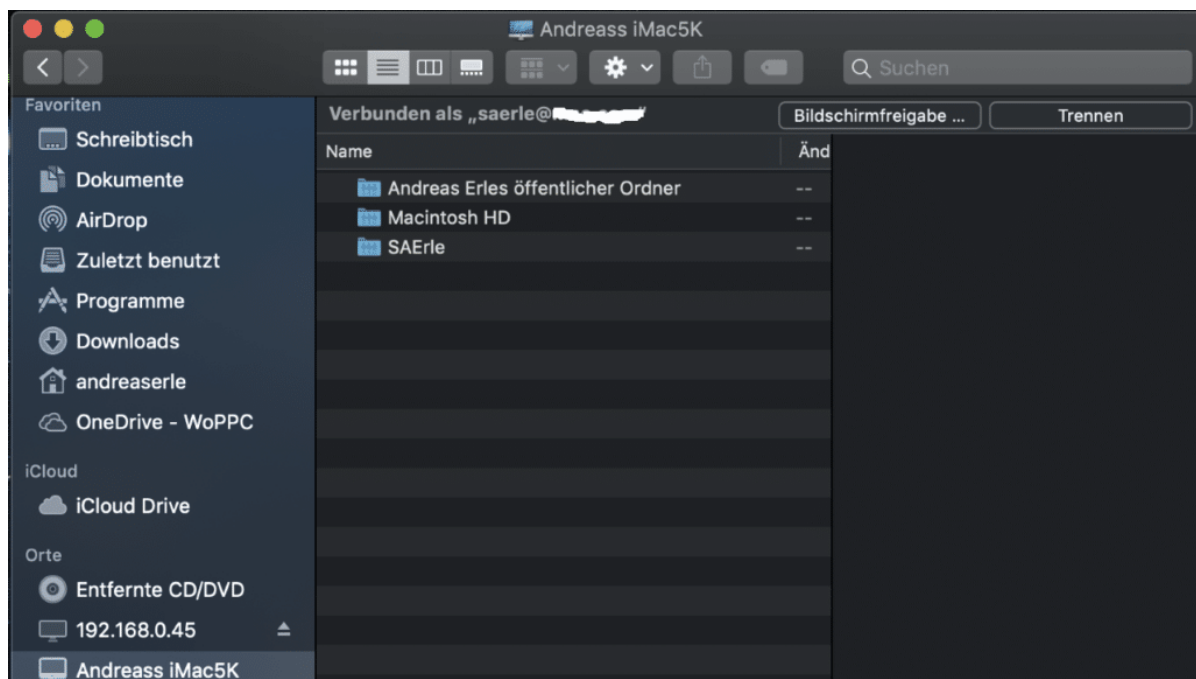 Andreass iMac5K
Suchen
Favoriten
Schreibtisch
Dokumente
AirDrop
Zuletzt benutzt
Programme
Downloads
andreaserle
OneDrive - WoPPC
iCloud
iCloud Drive
Orte
Entfernte CD/DVD
192.168.0.45
Andreass iMac5K
Verbunden als „saerle@
Bildschirmfreigabe ...
Trennen
Name Änd
Andreas Erles öffentlicher Ordner --
Macintosh HD --
SAErle --